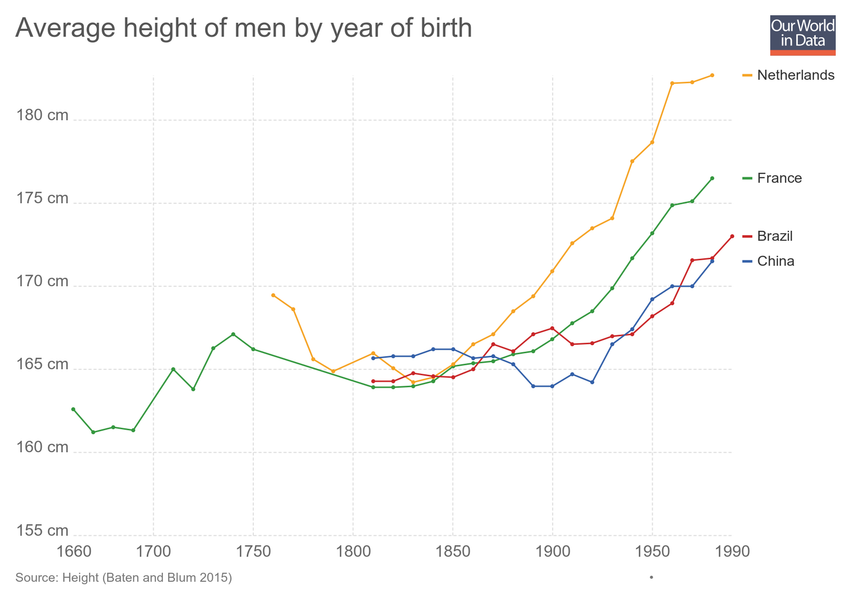 Average height of men by year of birth
Our World
in Data
Netherlands
180 cm
175 cm
France
Brazil
170 cm
China
165 cm
160 cm
155 cm
1660 1700 1750 1800 1850 1900 1950 1990
Source: Height (Baten and Blum 2015)